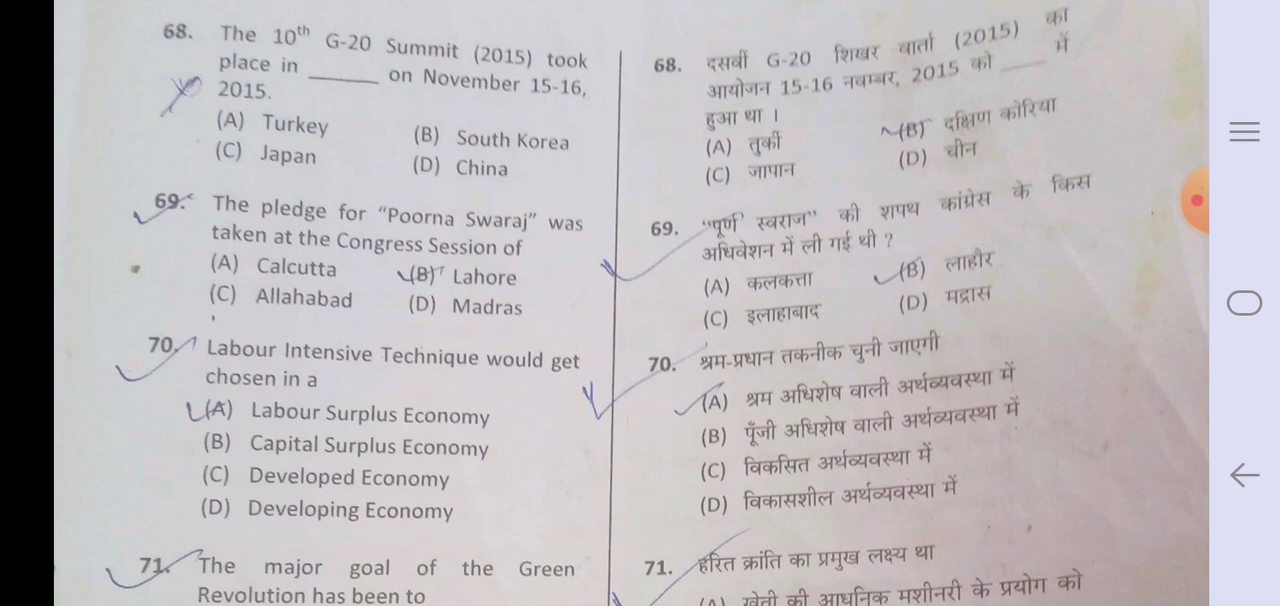 68. The 10th G-20 Summit (2015) took
place in ______ on November 15-16,
2015.
(A) Turkey (B) South Korea
(C) Japan (D) China
69. The pledge for “Poorna Swaraj” was
taken at the Congress Session of
(A) Calcutta (B) Lahore
(C) Allahabad (D) Madras
70. Labour Intensive Technique would get
chosen in a
(A) Labour Surplus Economy
(B) Capital Surplus Economy
(C) Developed Economy
(D) Developing Economy
71. The major goal of the Green
Revolution has been to
68. दसवीं G-20 शिखर वार्ता (2015) का
आयोजन 15-16 नवम्बर, 2015 को ____ में
हुआ था ।
(A) तुर्की (B) दक्षिण कोरिया
(C) जापान (D) चीन
69. “पूर्ण स्वराज” की शपथ कांग्रेस के किस
अधिवेशन में ली गई थी ?
(A) कलकत्ता (B) लाहौर
(C) इलाहाबाद (D) मद्रास
70. श्रम-प्रधान तकनीक चुनी जाएगी
(A) श्रम अधिशेष वाली अर्थव्यवस्था में
(B) पूँजी अधिशेष वाली अर्थव्यवस्था में
(C) विकसित अर्थव्यवस्था में
(D) विकासशील अर्थव्यवस्था में
71. हरित क्रांति का प्रमुख लक्ष्य था
(A) खेती की आधुनिक मशीनरी के प्रयोग को